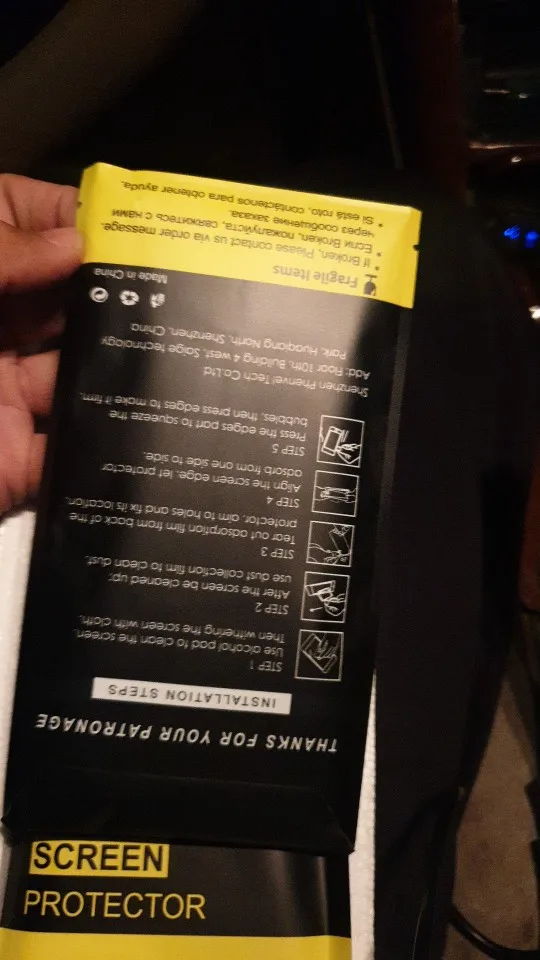 THANKS FOR YOUR PATRONAGE
INSTALLATION STEPS
STEP 1
Use alcohol pad to clean the screen.
Then withering the screen with cloth.
STEP 2
After the screen be cleaned up:
use dust collection film to clean dust.
STEP 3
Tear out adsorption film from back of the
protector, aim to holes and fix its location.
STEP 4
Align the screen edge. let protector
adsorb from one side to side.
STEP 5
Press the edges part to squeeze the
bubbles, then press edges to make it firm.
Shenzhen Phenvel Tech Co.Ltd
Add: Floor 10th, Building 4 west, Saige technology
Park, Huaqiang North, Shenzhen, China
Made in China
Fragile Items
• If Broken, Please contact us via order message.
• Если Broken, пожалуйста, свяжитесь с нами
через сообщение заказа.
• Si está roto, contáctenos para obtener ayuda.
SCREEN
PROTECTOR